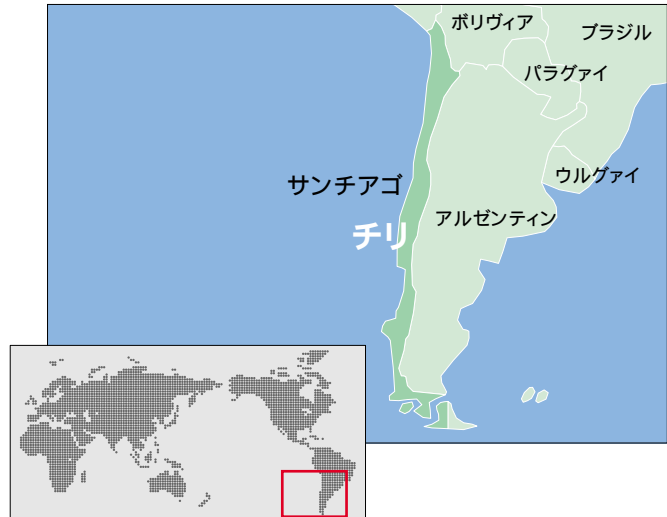 ボリヴィア
ブラジル
パラグァイ
サンチアゴ
ウルグァイ
アルゼンティン
チリ